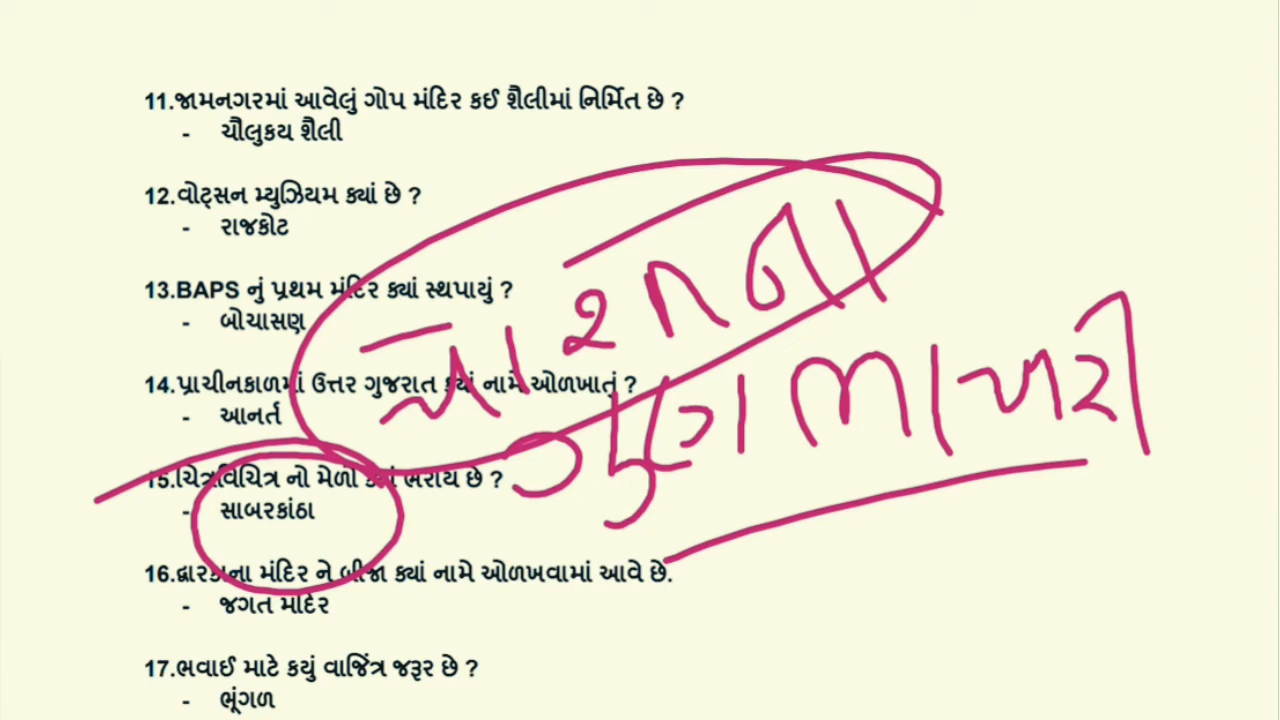 11.જામનગરમાં આવેલું ગોપ મંદિર કઈ શૈલીમાં નિર્મિત છે ?
- ચૌલુકય શૈલી
12.વોટ્સન મ્યુઝિયમ ક્યાં છે ?
- રાજકોટ
13.BAPS નું પ્રથમ મંદિર ક્યાં સ્થપાયું ?
- બોચાસણ
14.પ્રાચીનકાળમાં ઉત્તર ગુજરાત ક્યાં નામે ઓળખાતું ?
- આનર્ત
15.ચિત્રવિચિત્ર નો મેળો ક્યાં ભરાય છે ?
- સાબરકાંઠા
16.દ્વારકાના મંદિર ને બીજા ક્યાં નામે ઓળખવામાં આવે છે.
- જગત મંદિર
17.ભવાઈ માટે કયું વાજિંત્ર જરૂર છે ?
- ભૂંગળ